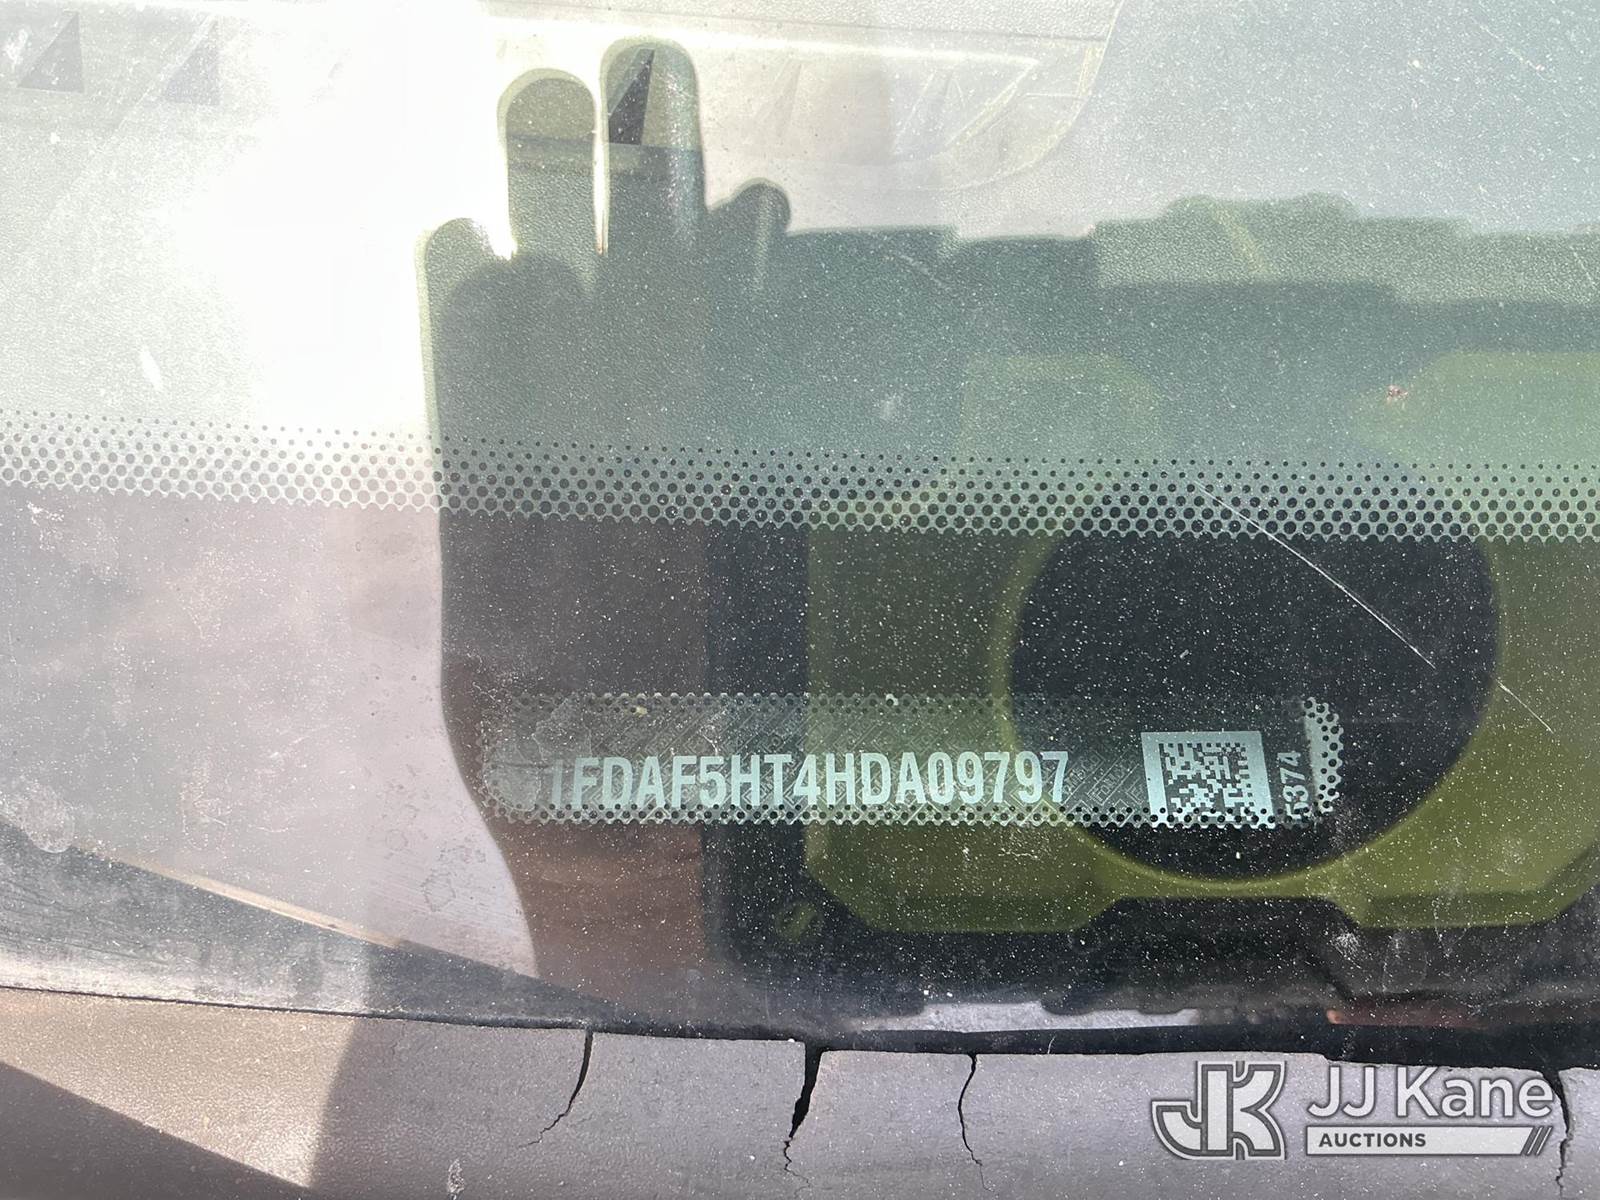 1FDAF5HT4HDA09797
5374
JJ Kane
AUCTIONS